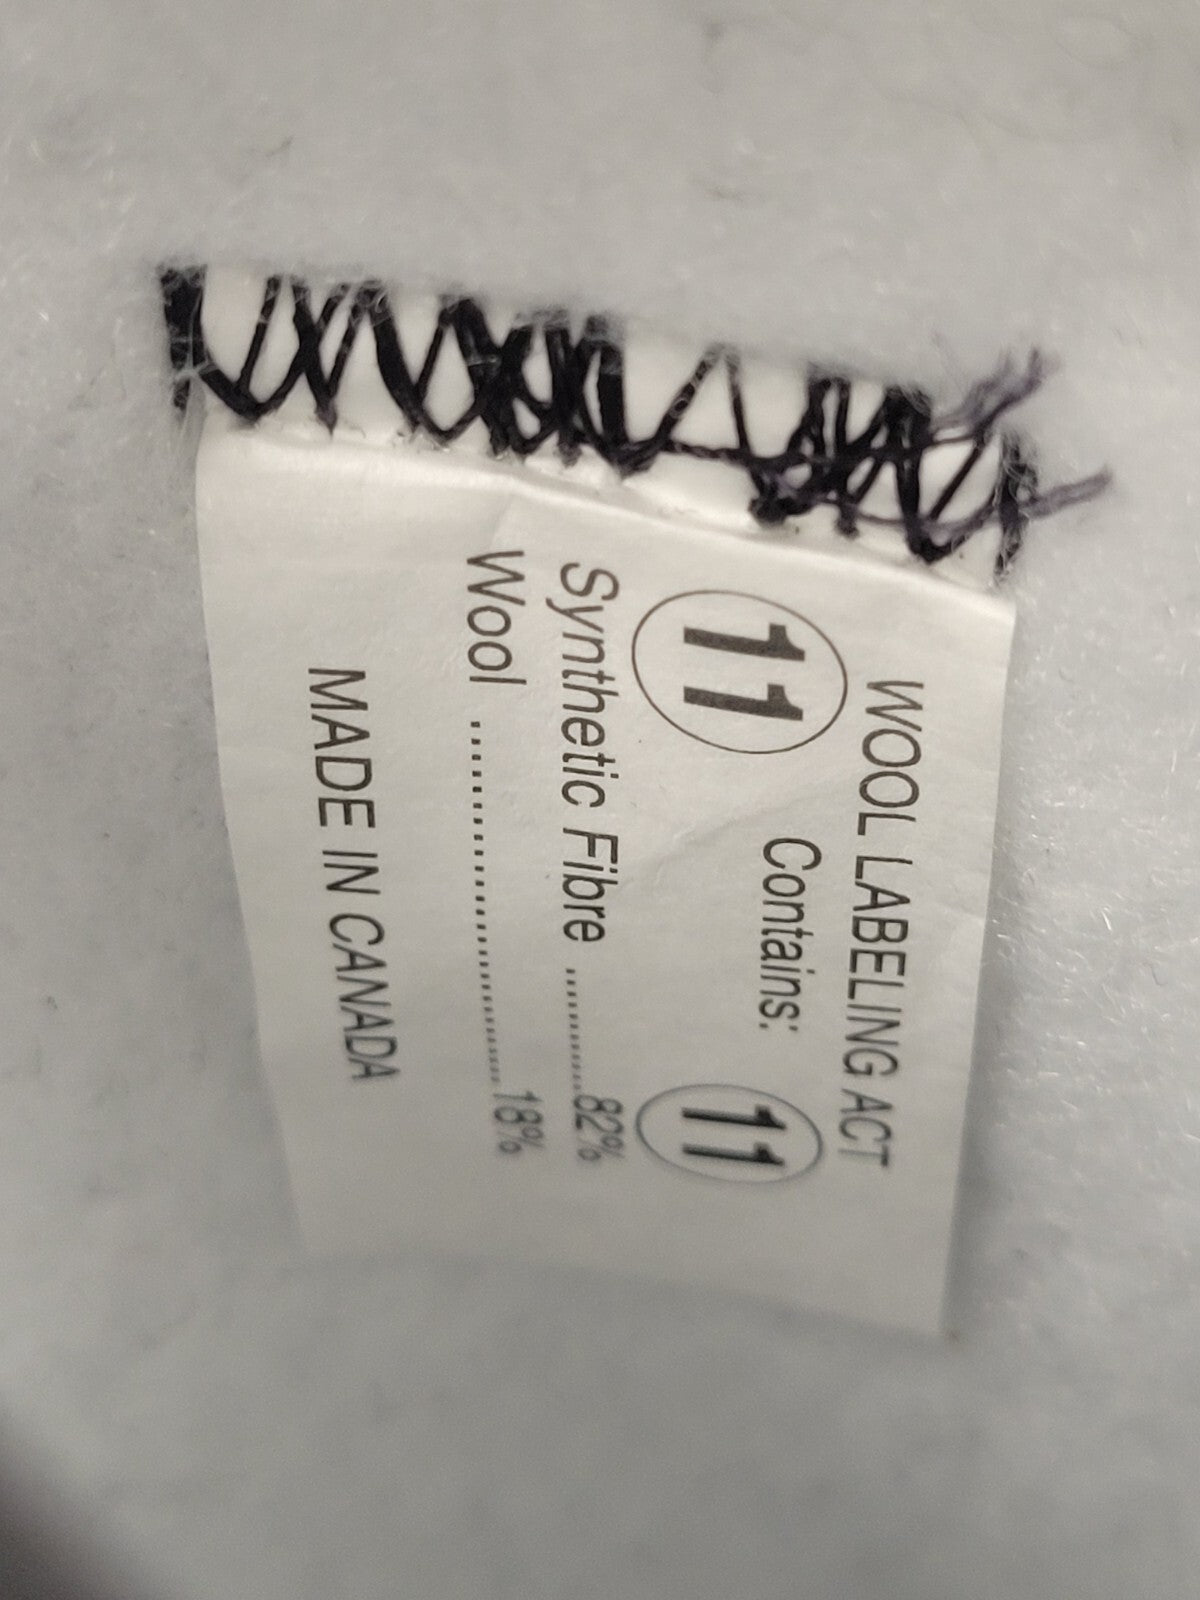 WOOL LABELING ACT
11 Contains: 11
Synthetic Fibre ..........82%
Wool ..............................18%
MADE IN CANADA